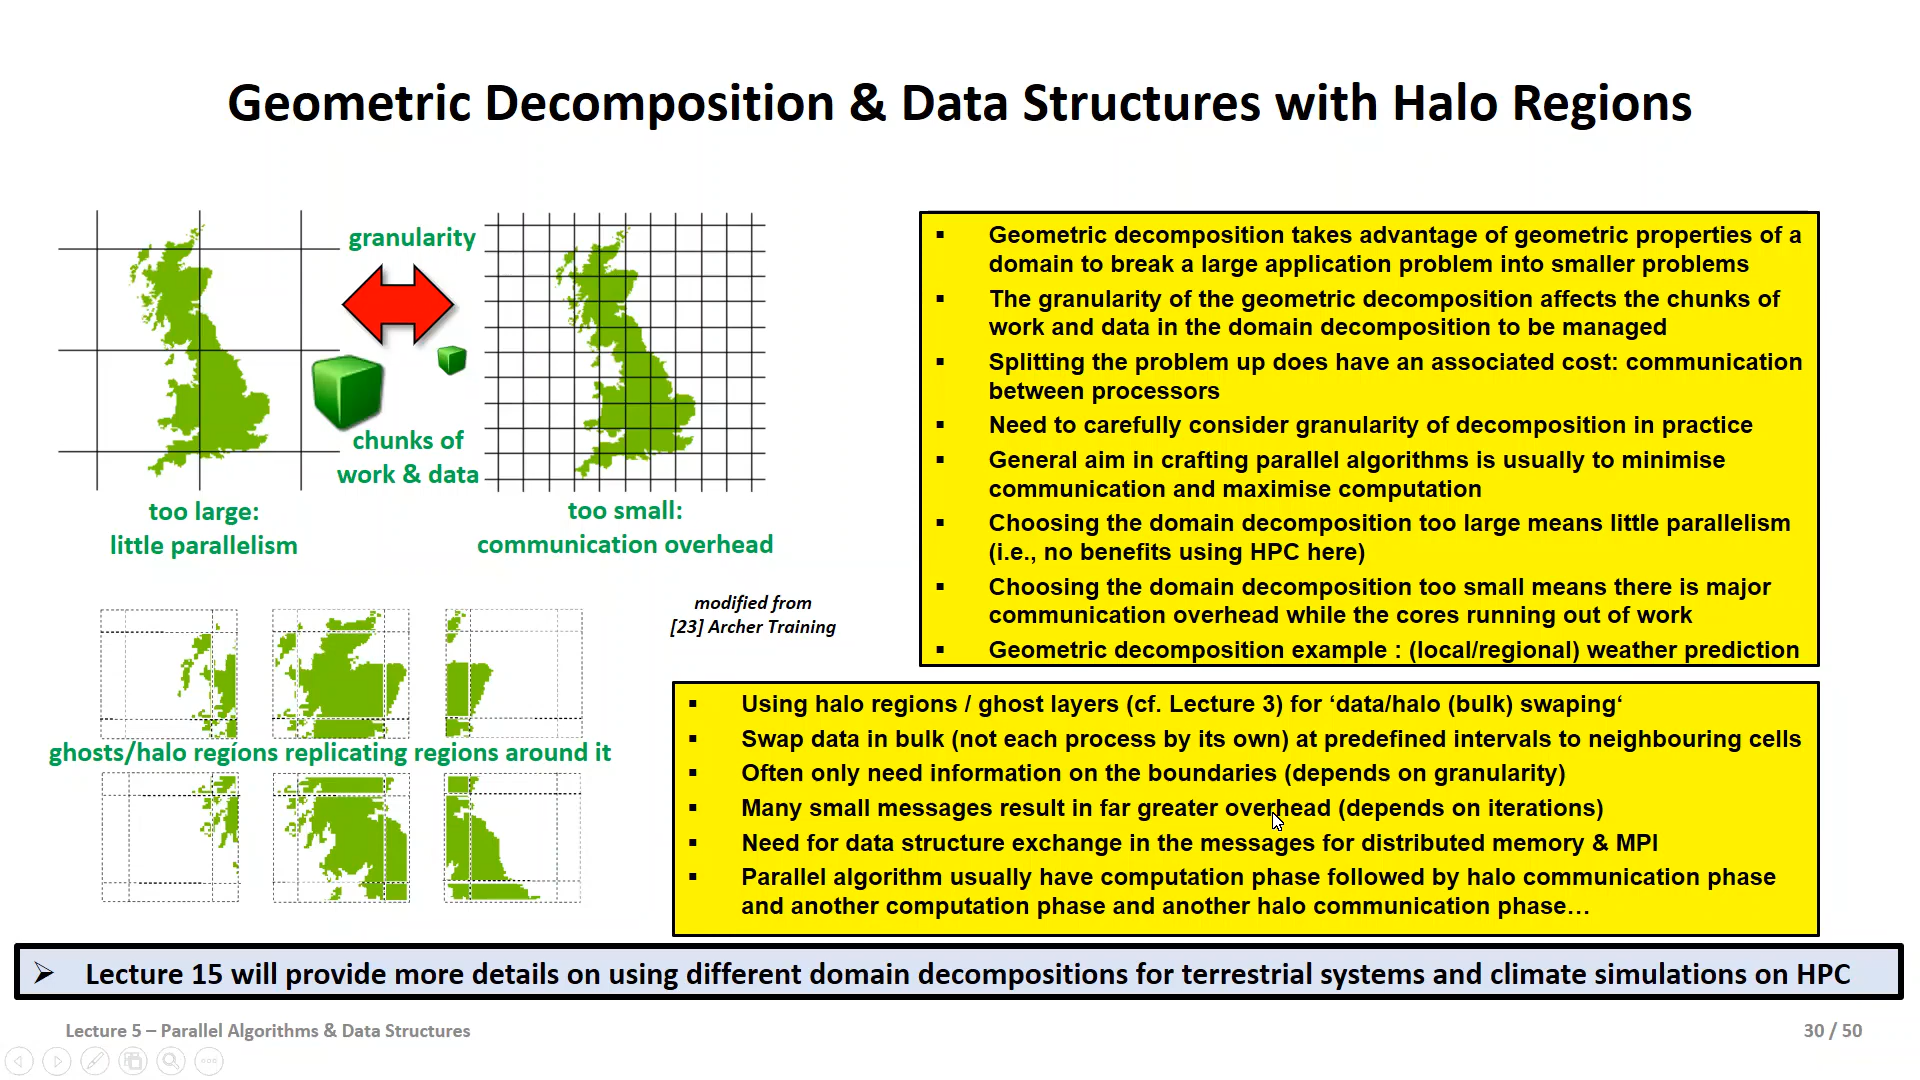 Geometric Decomposition & Data Structures with Halo Regions
granularity
chunks of
work & data
too large:
little parallelism
too small:
communication overhead
modified from
[23] Archer Training
ghosts/halo regions replicating regions around it
▪ Geometric decomposition takes advantage of geometric properties of a
domain to break a large application problem into smaller problems
▪ The granularity of the geometric decomposition affects the chunks of
work and data in the domain decomposition to be managed
▪ Splitting the problem up does have an associated cost: communication
between processors
▪ Need to carefully consider granularity of decomposition in practice
▪ General aim in crafting parallel algorithms is usually to minimise
communication and maximise computation
▪ Choosing the domain decomposition too large means little parallelism
(i.e., no benefits using HPC here)
▪ Choosing the domain decomposition too small means there is major
communication overhead while the cores running out of work
▪ Geometric decomposition example : (local/regional) weather prediction
▪ Using halo regions / ghost layers (cf. Lecture 3) for ‘data/halo (bulk) swaping‘
▪ Swap data in bulk (not each process by its own) at predefined intervals to neighbouring cells
▪ Often only need information on the boundaries (depends on granularity)
▪ Many small messages result in far greater overhead (depends on iterations)
▪ Need for data structure exchange in the messages for distributed memory & MPI
▪ Parallel algorithm usually have computation phase followed by halo communication phase
and another computation phase and another halo communication phase…
➢ Lecture 15 will provide more details on using different domain decompositions for terrestrial systems and climate simulations on HPC
Lecture 5 – Parallel Algorithms & Data Structures
30 / 50